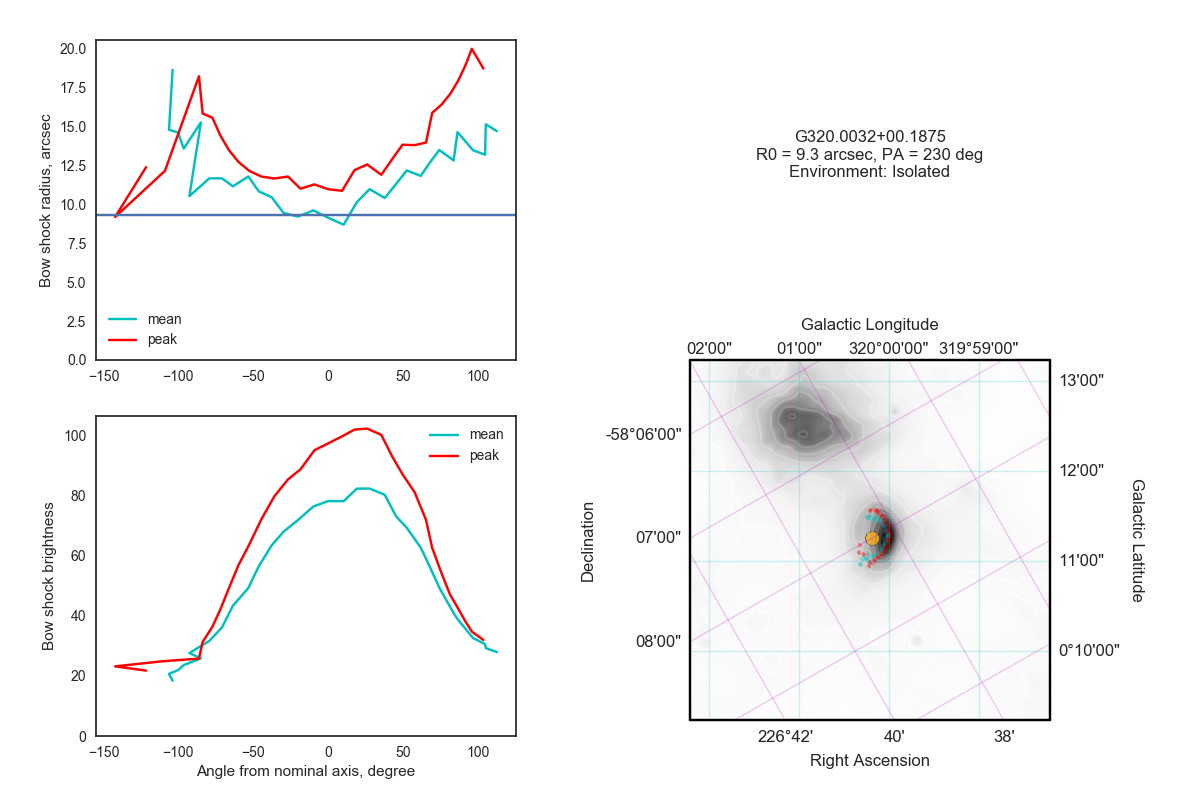 20.0
17.5
15.0
12.5
10.0
7.5
5.0
2.5
0.0
Bow shock radius, arcsec
mean
peak
−150 −100 −50 0 50 100
G320.0032+00.1875
R0 = 9.3 arcsec, PA = 230 deg
Environment: Isolated
100
80
60
40
20
0
Bow shock brightness
mean
peak
−150 −100 −50 0 50 100
Angle from nominal axis, degree
Galactic Longitude
02'00" 01'00" 320°00'00" 319°59'00"
-58°06'00"
07'00"
08'00"
Declination
13'00"
12'00"
11'00"
0°10'00"
Galactic Latitude
226°42' 40' 38'
Right Ascension